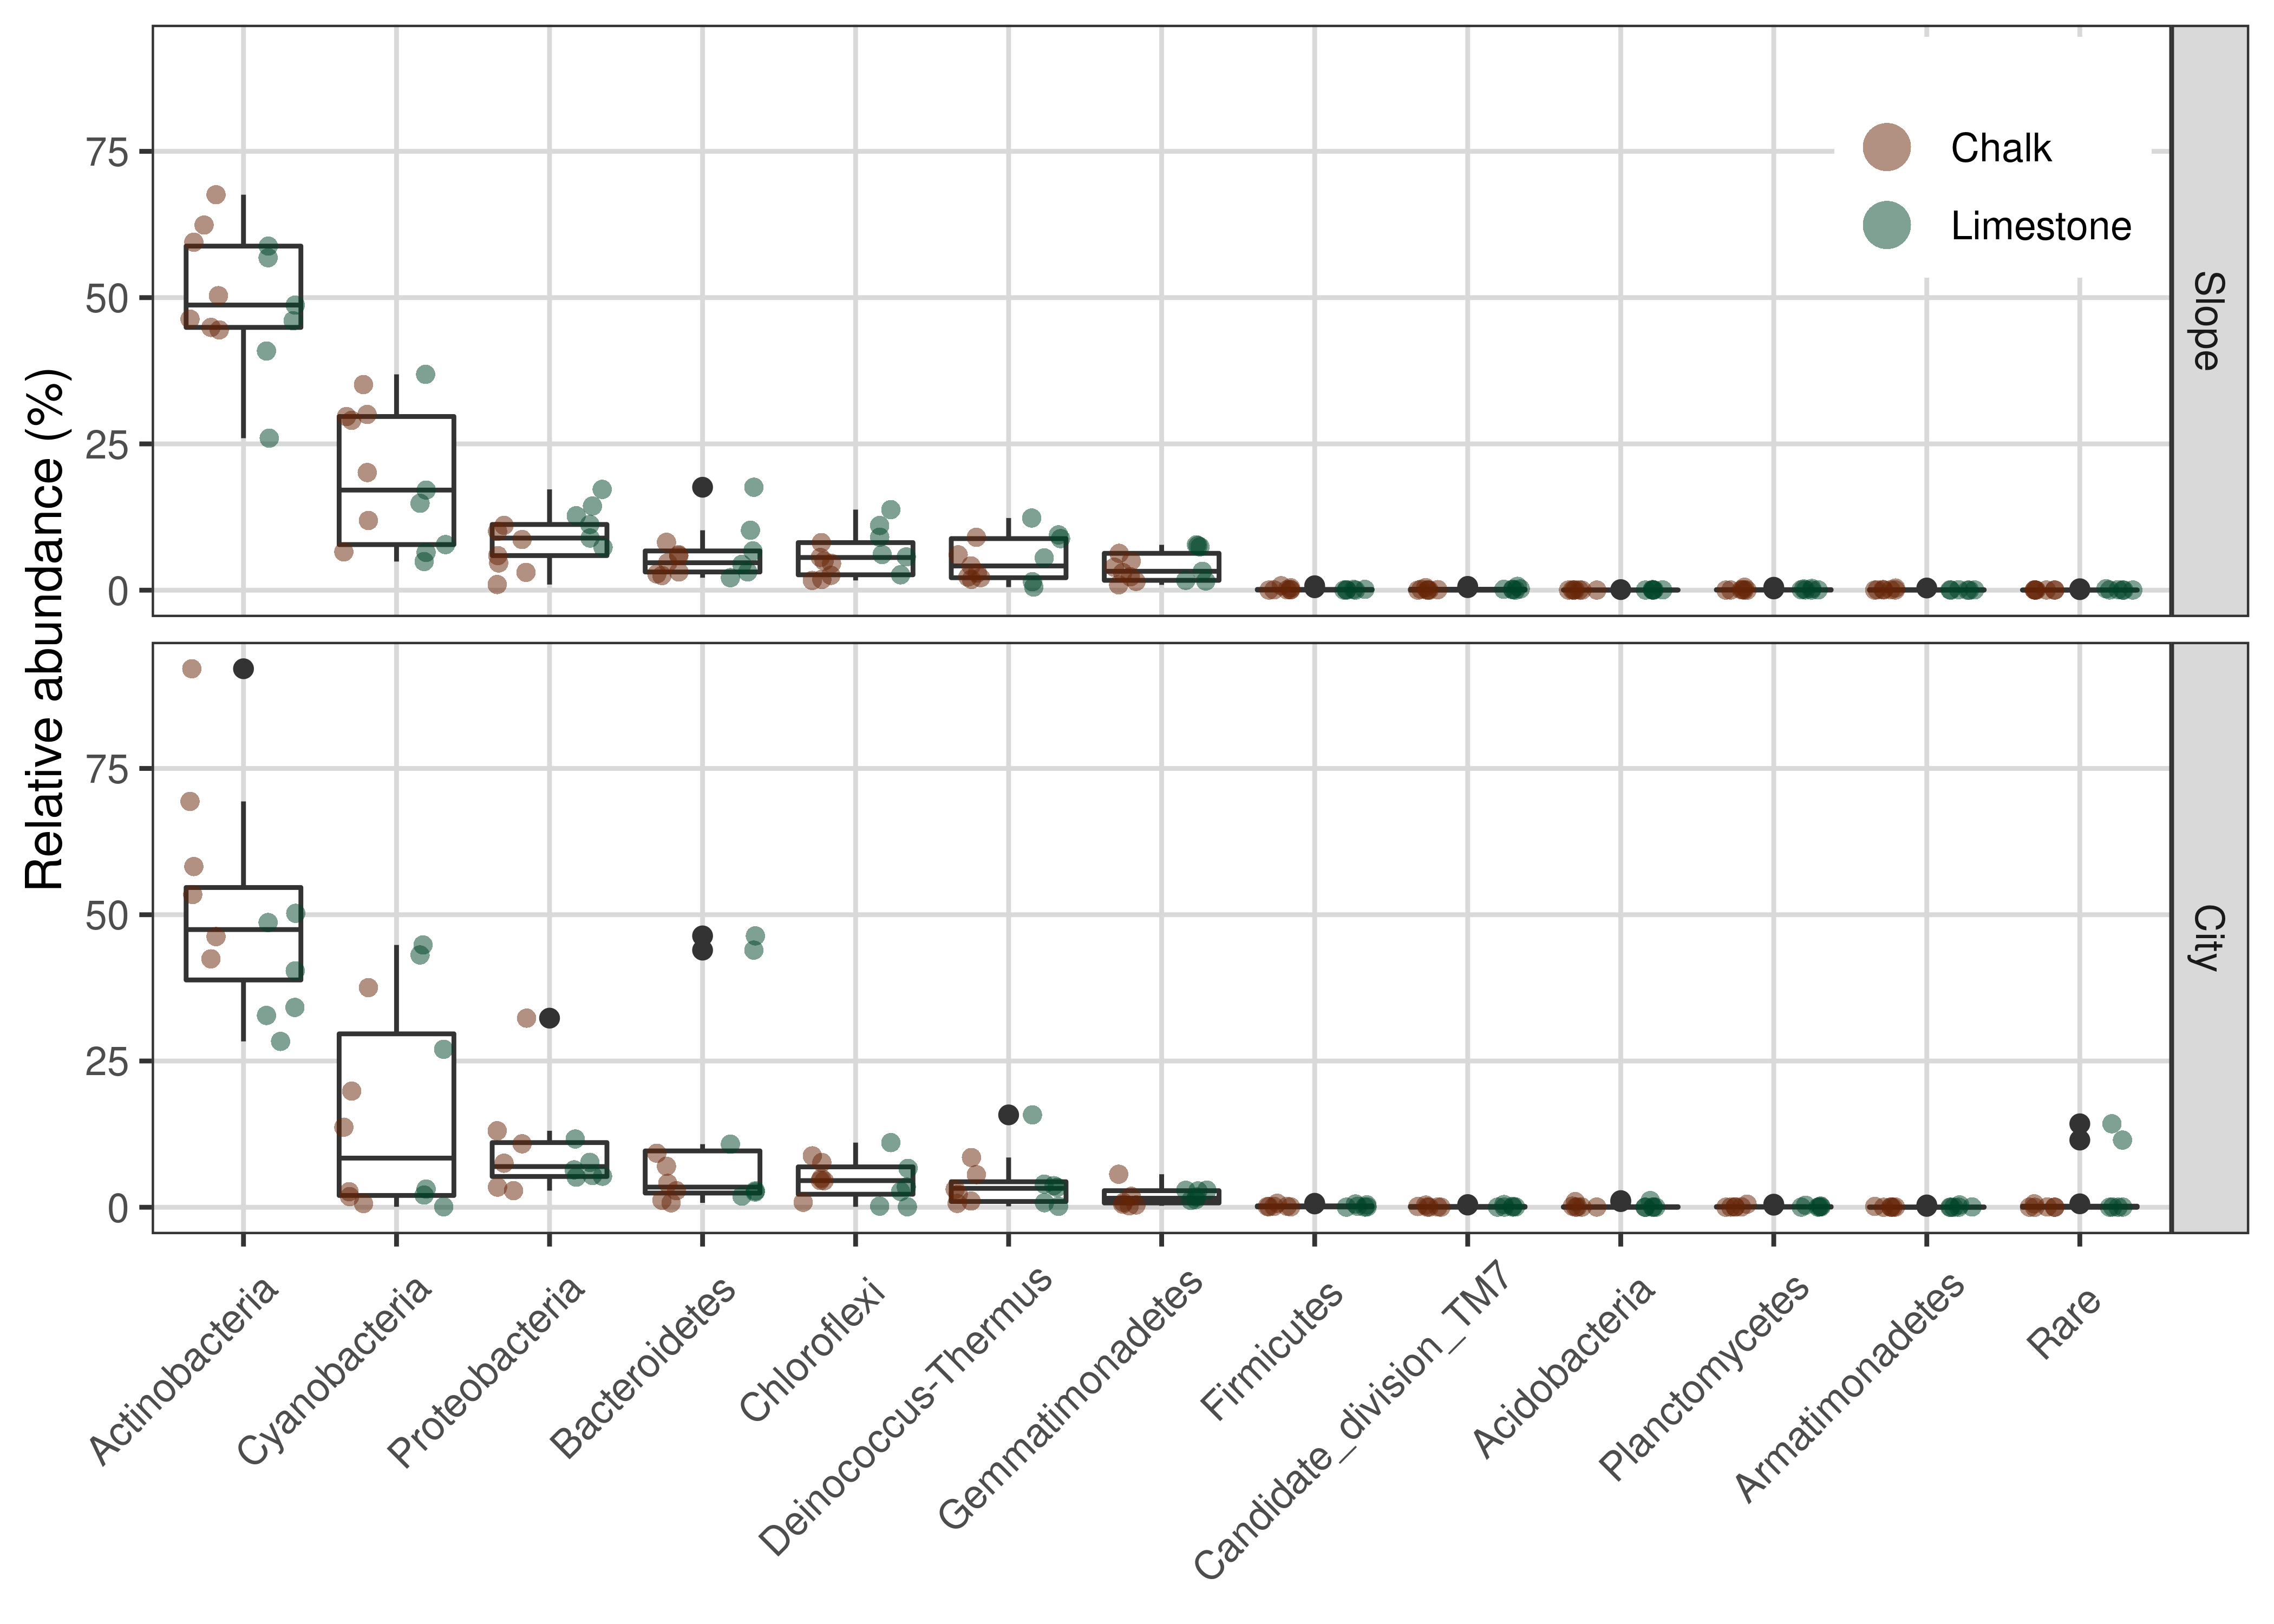 Relative abundance (%)
75
50
25
0
Chalk
Limestone
Slope
75
50
25
0
City
Actinobacteria
Cyanobacteria
Proteobacteria
Bacteroidetes
Chloroflexi
Deinococcus-Thermus
Gemmatimonadetes
Firmicutes
Candidate_division_TM7
Acidobacteria
Planctomycetes
Armatimonadetes
Rare